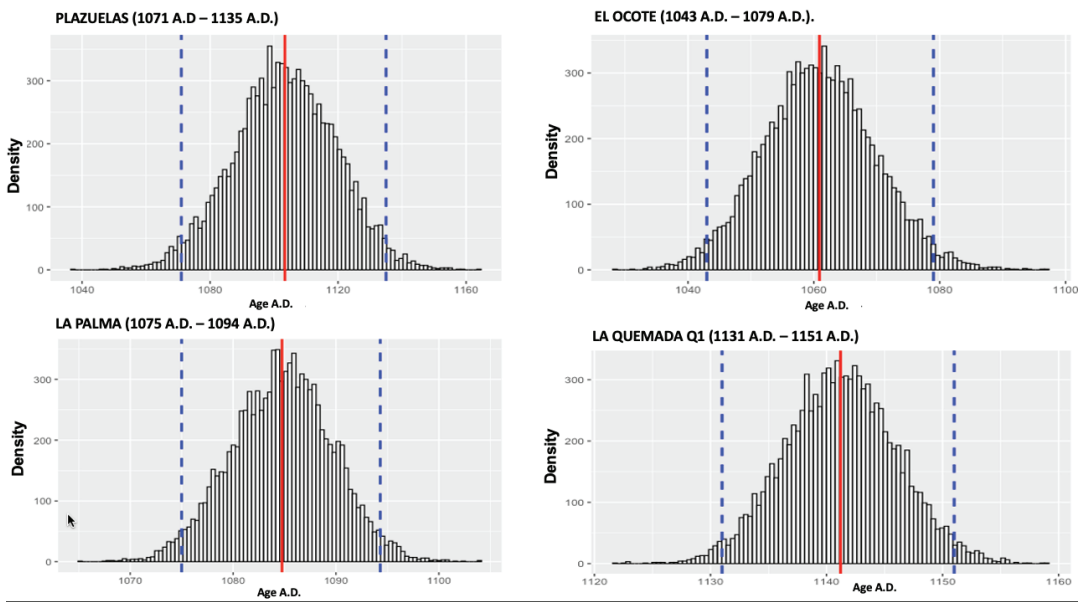 PLAZUELAS (1071 A.D – 1135 A.D.)
300
200
100
0
Density
1040
1080
1120
1160
Age A.D.
EL OCOTE (1043 A.D. – 1079 A.D.).
300
200
100
0
Density
1040
1060
1080
1100
Age A.D.
LA PALMA (1075 A.D. – 1094 A.D.)
300
200
100
0
Density
1070
1080
1090
1100
Age A.D.
LA QUEMADA Q1 (1131 A.D. – 1151 A.D.)
300
200
100
0
Density
1120
1130
1140
1150
1160
Age A.D.